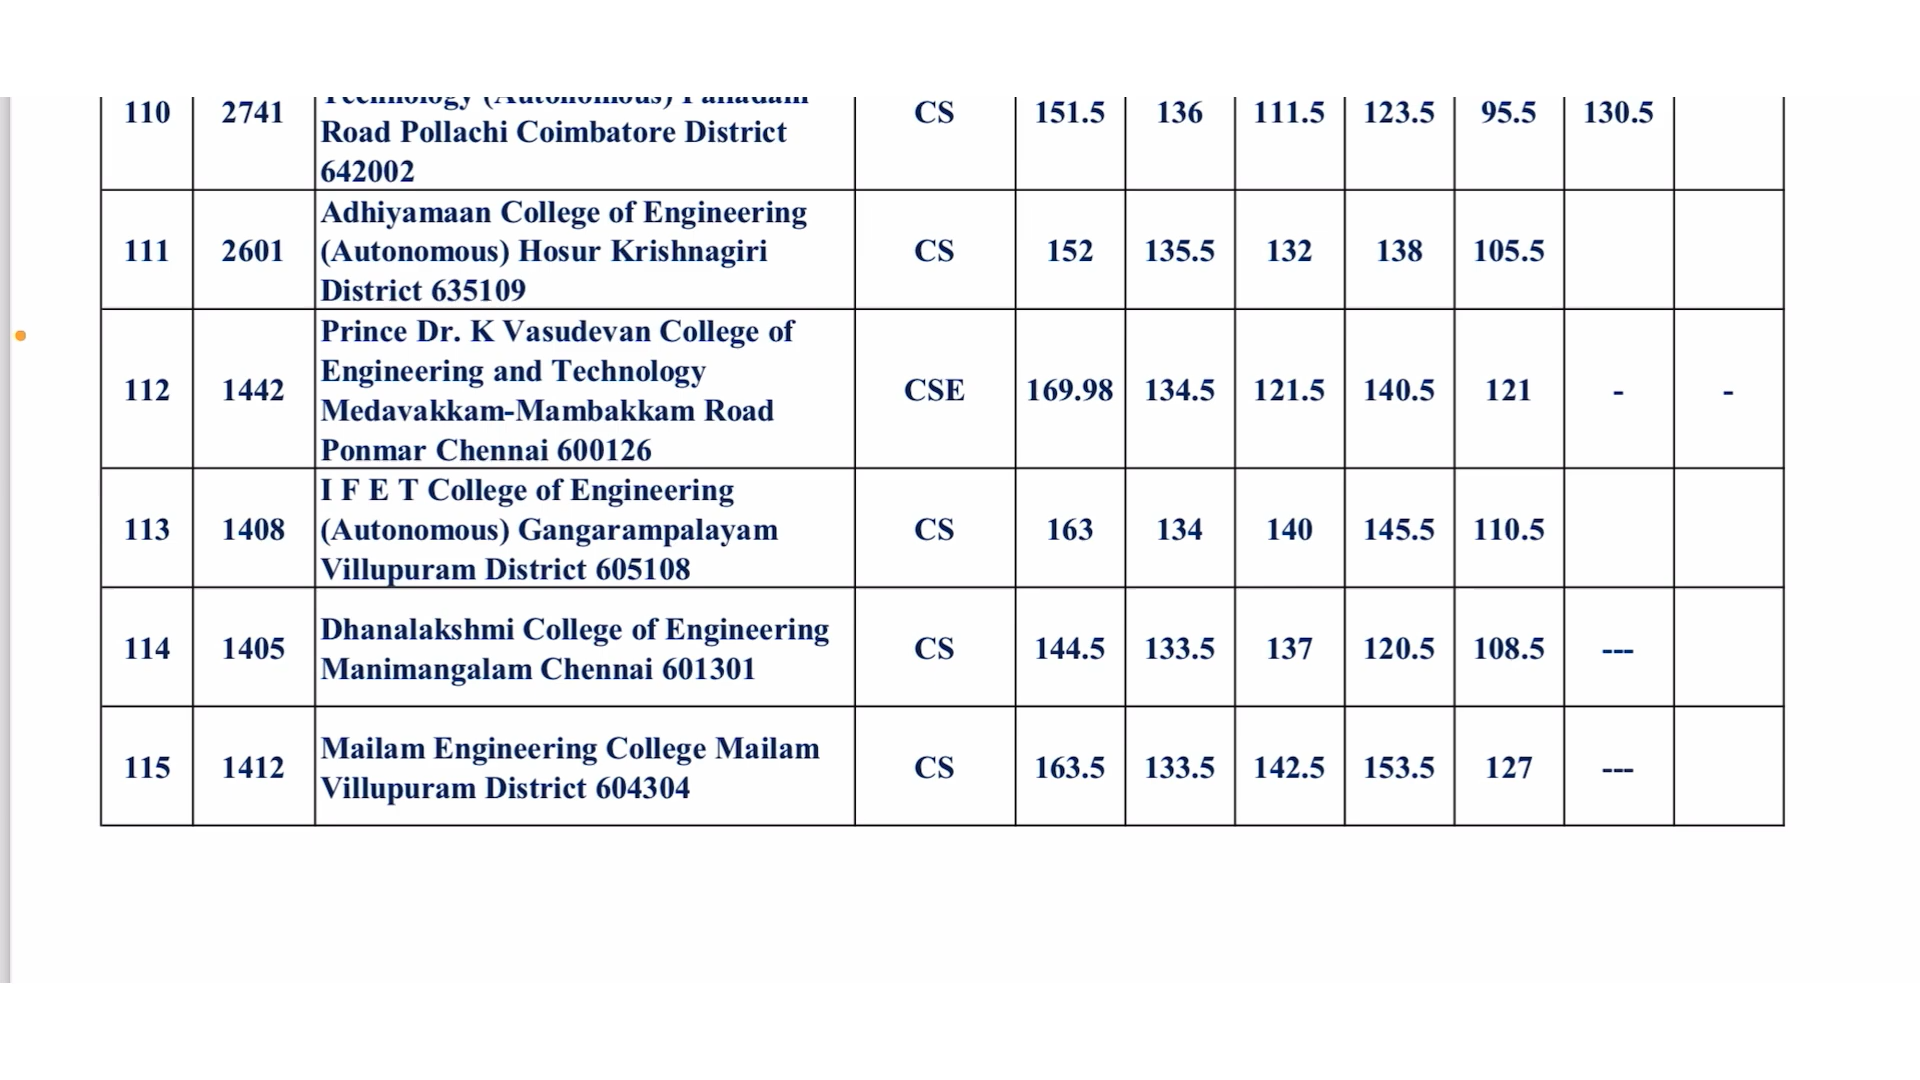 110 2741 Technology (Autonomous) Palladam Road Pollachi Coimbatore District 642002 CS 151.5 136 111.5 123.5 95.5 130.5
111 2601 Adhiyamaan College of Engineering (Autonomous) Hosur Krishnagiri District 635109 CS 152 135.5 132 138 105.5
112 1442 Prince Dr. K Vasudevan College of Engineering and Technology Medavakkam-Mambakkam Road Ponmar Chennai 600126 CSE 169.98 134.5 121.5 140.5 121 - -
113 1408 I F E T College of Engineering (Autonomous) Gangarampalayam Villupuram District 605108 CS 163 134 140 145.5 110.5
114 1405 Dhanalakshmi College of Engineering Manimangalam Chennai 601301 CS 144.5 133.5 137 120.5 108.5 ---
115 1412 Mailam Engineering College Mailam Villupuram District 604304 CS 163.5 133.5 142.5 153.5 127 ---